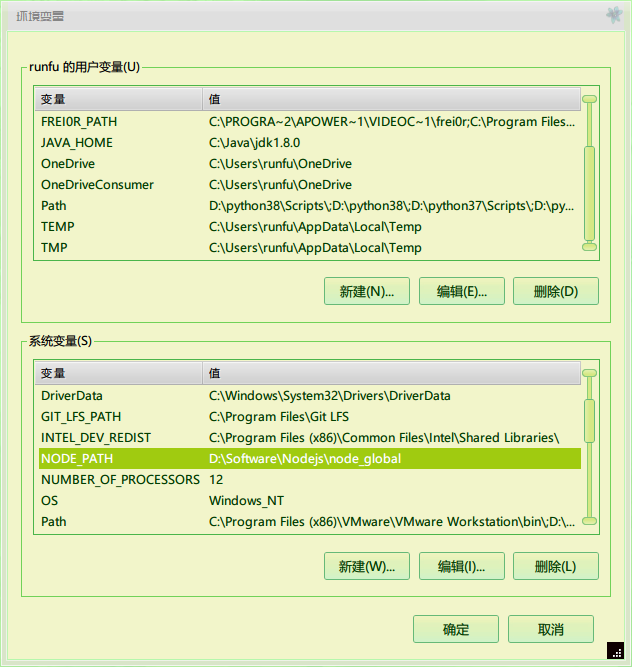 环境变量
runfu 的用户变量(U)
变量 值
FREI0R_PATH C:\PROGRA~2\APOWER~1\VIDEOC~1\frei0r;C:\Program Files...
JAVA_HOME C:\Java\jdk1.8.0
OneDrive C:\Users\runfu\OneDrive
OneDriveConsumer C:\Users\runfu\OneDrive
Path D:\python38\Scripts\;D:\python38\;D:\python37\Scripts\;D:\py...
TEMP C:\Users\runfu\AppData\Local\Temp
TMP C:\Users\runfu\AppData\Local\Temp
新建(N)... 编辑(E)... 删除(D)
系统变量(S)
变量 值
DriverData C:\Windows\System32\Drivers\DriverData
GIT_LFS_PATH C:\Program Files\Git LFS
INTEL_DEV_REDIST C:\Program Files (x86)\Common Files\Intel\Shared Libraries\
NODE_PATH D:\Software\Nodejs\node_global
NUMBER_OF_PROCESSORS 12
OS Windows_NT
Path C:\Program Files (x86)\VMware\VMware Workstation\bin\;D:\...
新建(W)... 编辑(I)... 删除(L)
确定 取消